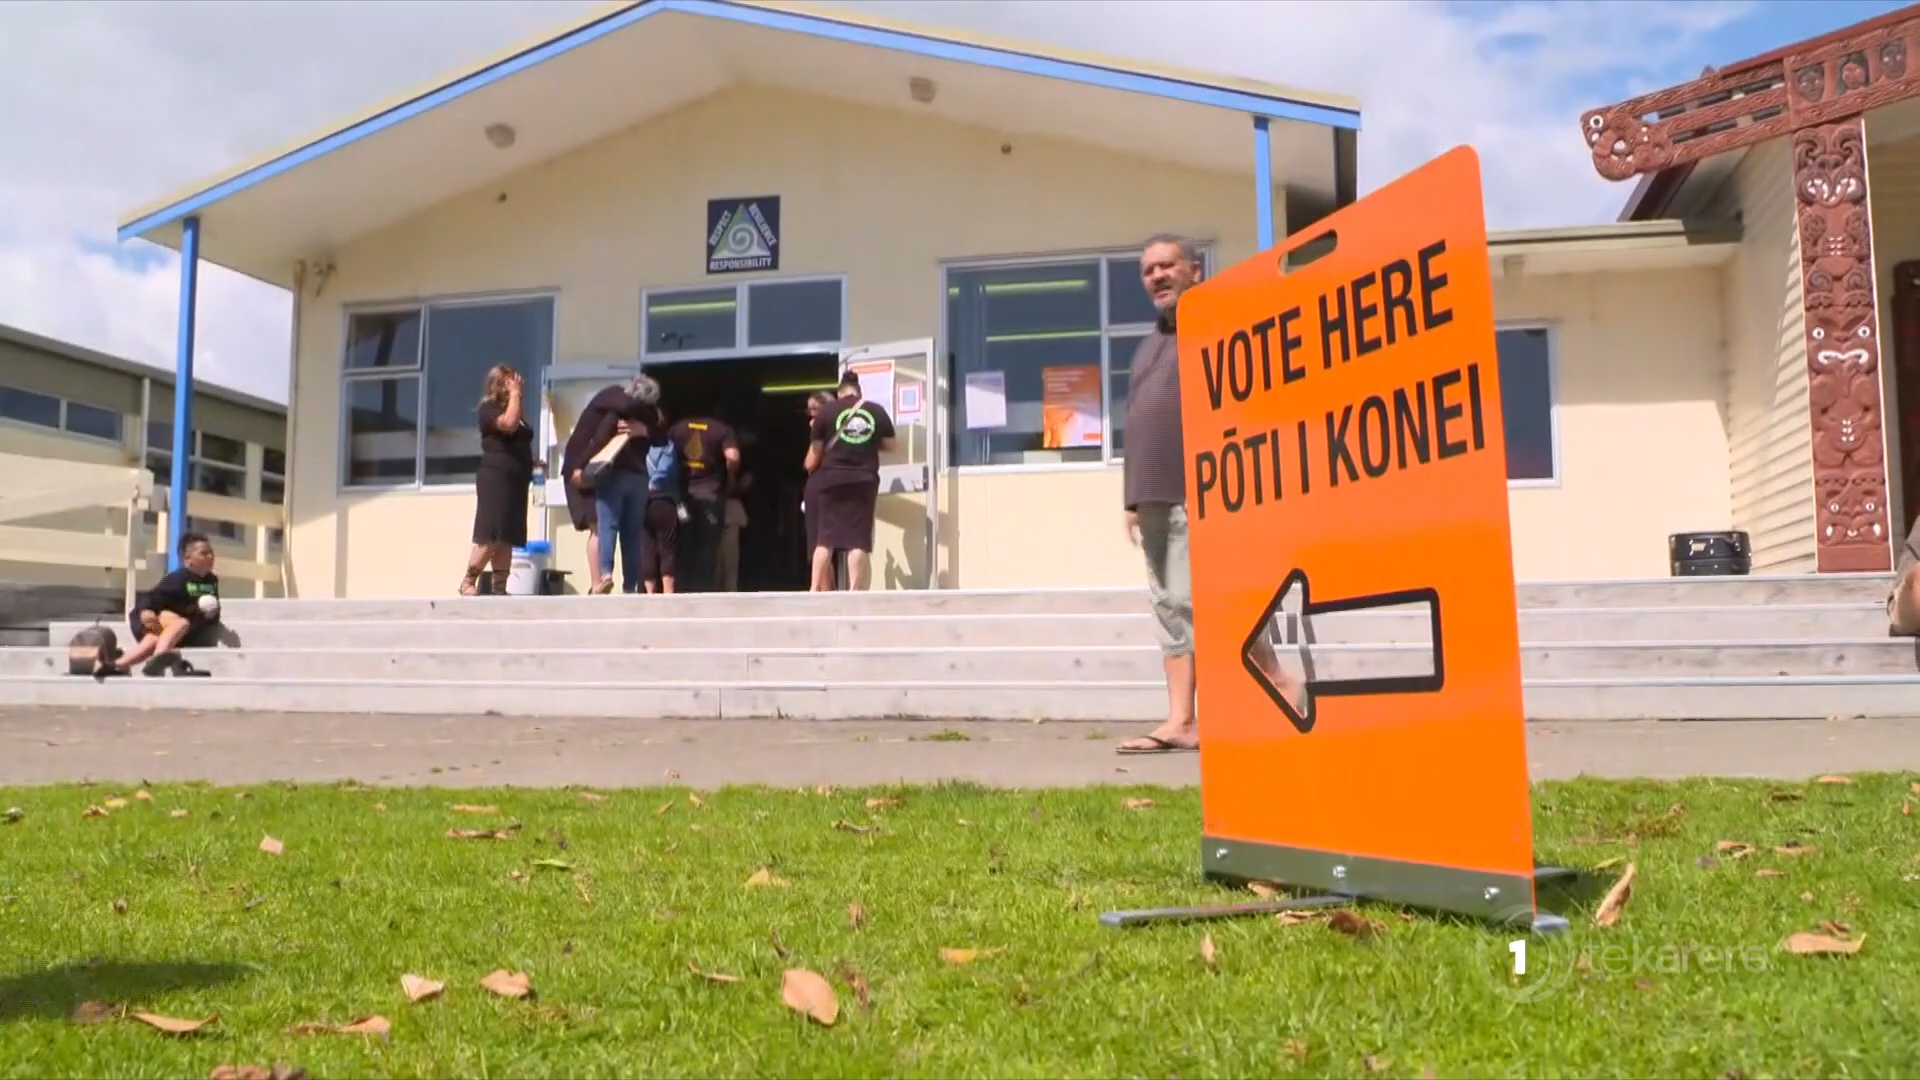 RESPECT
RESILIENCE
RESPONSIBILITY
VOTE HERE
PŌTI I KONEI
1 tekarere